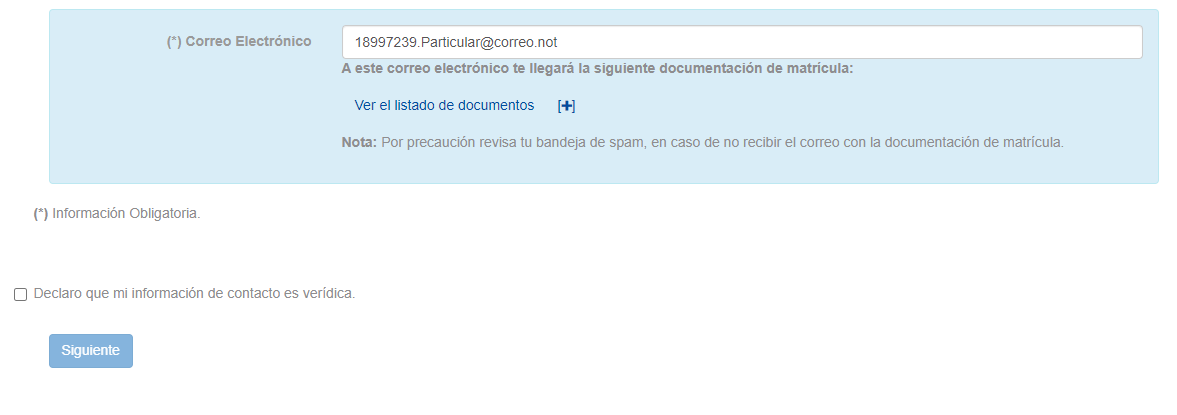 (*) Correo Electrónico
18997239.Particular@correo.not
A este correo electrónico te llegará la siguiente documentación de matrícula:
Ver el listado de documentos [+]
Nota: Por precaución revisa tu bandeja de spam, en caso de no recibir el correo con la documentación de matrícula.
(*) Información Obligatoria.
Declaro que mi información de contacto es verídica.
Siguiente